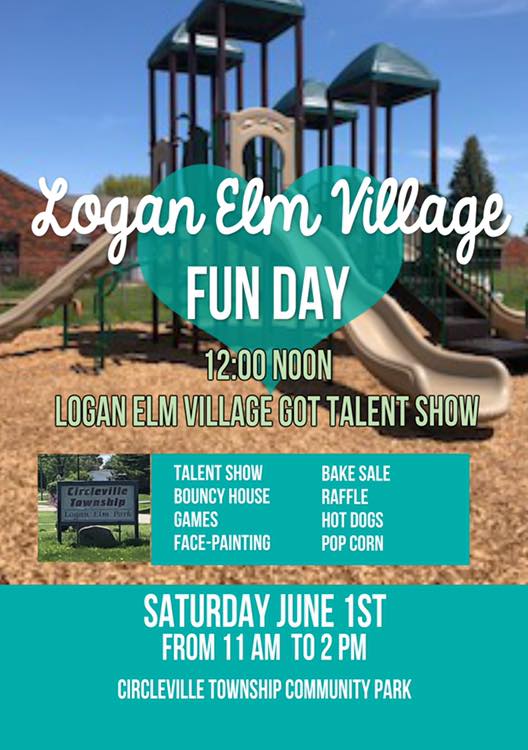 Logan Elm Village
FUN DAY
12:00 NOON
LOGAN ELM VILLAGE GOT TALENT SHOW
Circleville
Township
Logan Elm Park
TALENT SHOW
BOUNCY HOUSE
GAMES
FACE-PAINTING
BAKE SALE
RAFFLE
HOT DOGS
POP CORN
SATURDAY JUNE 1ST
FROM 11 AM TO 2 PM
CIRCLEVILLE TOWNSHIP COMMUNITY PARK